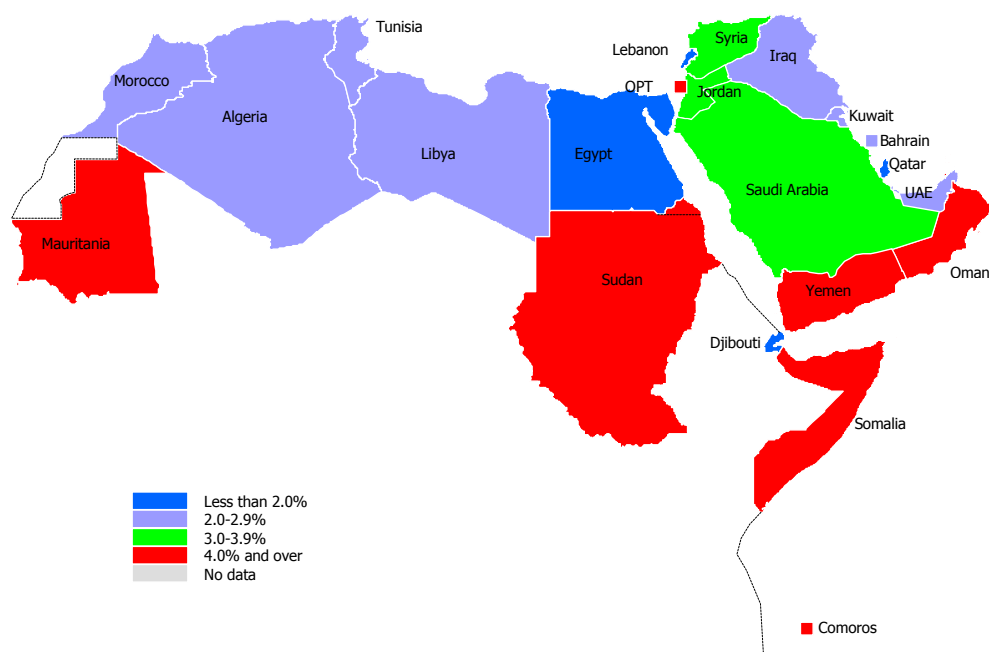 Tunisia
Syria
Lebanon
Iraq
Morocco
OPT
Jordan
Algeria
Kuwait
Bahrain
Libya
Egypt
Qatar
Saudi Arabia
UAE
Mauritania
Oman
Sudan
Yemen
Djibouti
Somalia
Less than 2.0%
2.0-2.9%
3.0-3.9%
4.0% and over
No data
Comoros